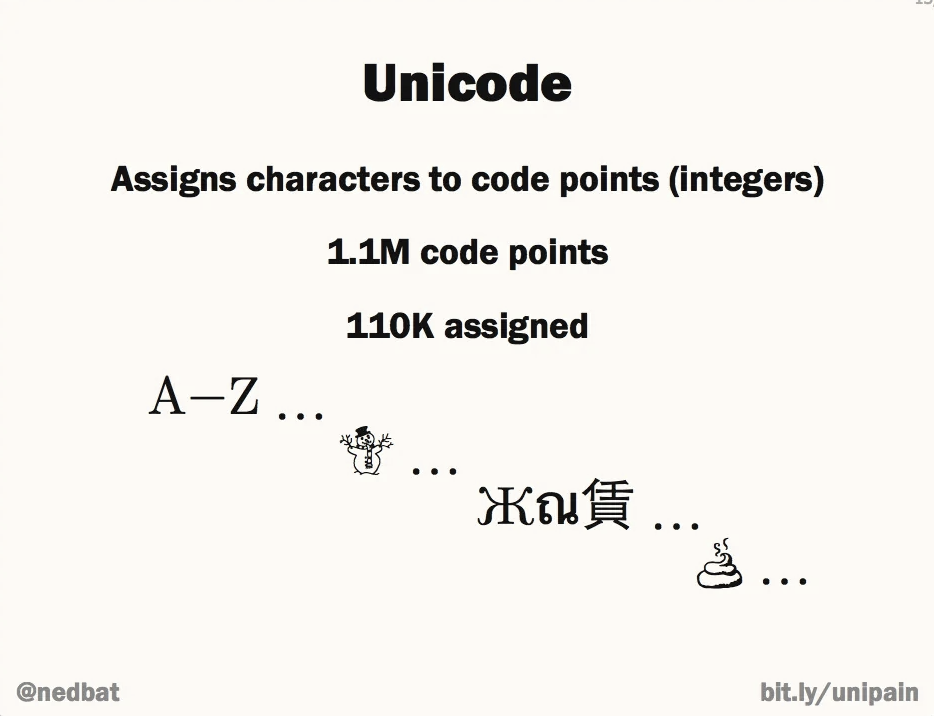 Unicode
Assigns characters to code points (integers)
1.1M code points
110K assigned
A–Z ...
☃ ...
Жณ賃 ...
💩 ...
@nedbat
bit.ly/unipain